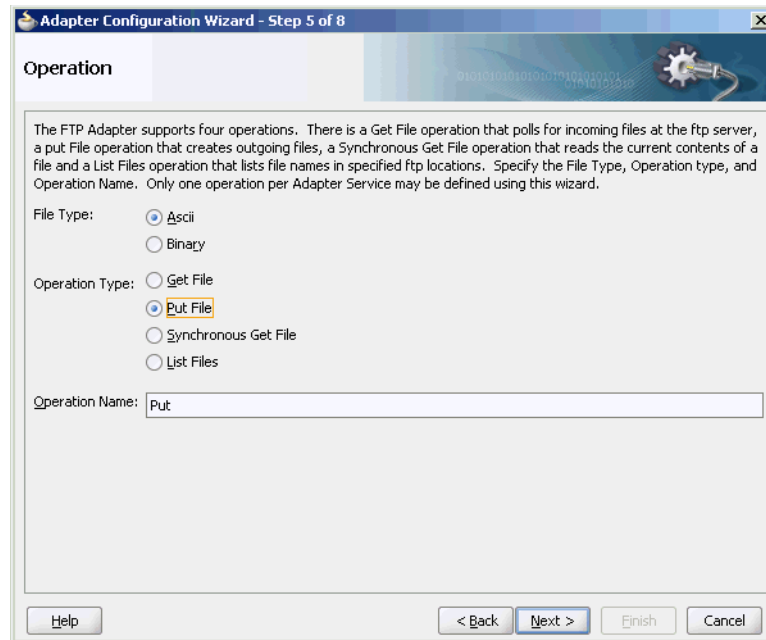 Adapter Configuration Wizard - Step 5 of 8
Operation
The FTP Adapter supports four operations. There is a Get File operation that polls for incoming files at the ftp server,
a put File operation that creates outgoing files, a Synchronous Get File operation that reads the current contents of a
file and a List Files operation that lists file names in specified ftp locations. Specify the File Type, Operation type, and
Operation Name. Only one operation per Adapter Service may be defined using this wizard.
File Type: Ascii
Binary
Operation Type: Get File
Put File
Synchronous Get File
List Files
Operation Name: Put
Help < Back Next > Finish Cancel